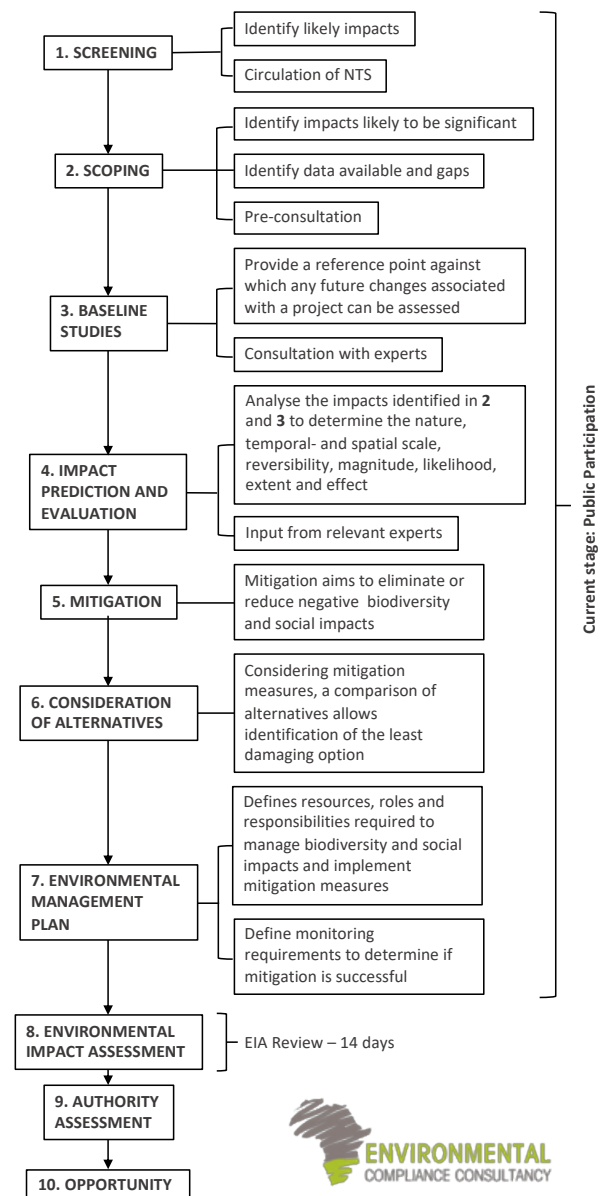 1. SCREENING
Identify likely impacts
Circulation of NTS
2. SCOPING
Identify impacts likely to be significant
Identify data available and gaps
Pre-consultation
3. BASELINE
STUDIES
Provide a reference point against
which any future changes associated
with a project can be assessed
Consultation with experts
4. IMPACT
PREDICTION AND
EVALUATION
Analyse the impacts identified in 2
and 3 to determine the nature,
temporal- and spatial scale,
reversibility, magnitude, likelihood,
extent and effect
Input from relevant experts
5. MITIGATION
Mitigation aims to eliminate or
reduce negative biodiversity
and social impacts
6. CONSIDERATION
OF ALTERNATIVES
Considering mitigation
measures, a comparison of
alternatives allows
identification of the least
damaging option
7. ENVIRONMENTAL
MANAGEMENT
PLAN
Defines resources, roles and
responsibilities required to
manage biodiversity and social
impacts and implement
mitigation measures
Define monitoring
requirements to determine if
mitigation is successful
Current stage: Public Participation
8. ENVIRONMENTAL
IMPACT ASSESSMENT
EIA Review – 14 days
9. AUTHORITY
ASSESSMENT
10. OPPORTUNITY
ENVIRONMENTAL
COMPLIANCE CONSULTANCY